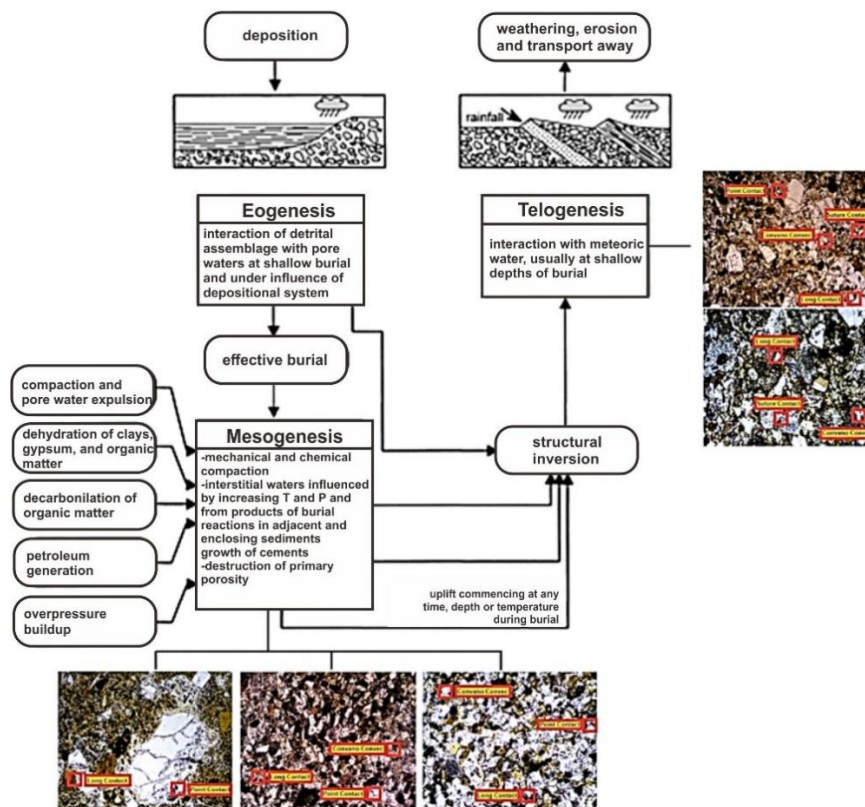 deposition
weathering, erosion
and transport away
rainfall
Eogenesis
interaction of detrital
assemblage with pore
waters at shallow burial
and under influence of
depositional system
Telogenesis
interaction with meteoric
water, usually at shallow
depths of burial
Point Contact
Suture Contact
Concavo Convex
Long Contact
Long Contact
Suture Contact
effective burial
compaction and
pore water expulsion
dehydration of clays,
gypsum, and organic
matter
decarbonilation of
organic matter
petroleum
generation
overpressure
buildup
Mesogenesis
-mechanical and chemical
compaction
-interstitial waters influenced
by increasing T and P and
from products of burial
reactions in adjacent and
enclosing sediments
growth of cements
-destruction of primary
porosity
structural
inversion
uplift commencing at any
time, depth or temperature
during burial
Long Contact
Point Contact
Concavo Convex
Long Contact
Point Contact
Concavo Convex
Point Contact
Long Contact